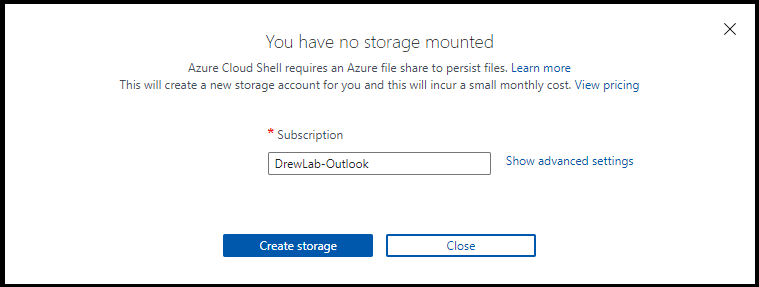 You have no storage mounted
Azure Cloud Shell requires an Azure file share to persist files. Learn more
This will create a new storage account for you and this will incur a small monthly cost. View pricing
* Subscription
DrewLab-Outlook
Show advanced settings
Create storage
Close